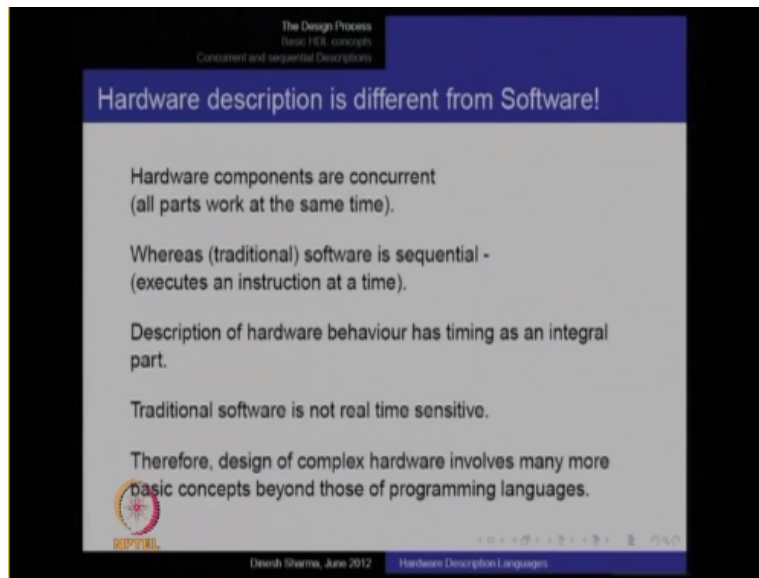 The Design Process
Basic HDL concepts
Concurrent and sequential Descriptions
Hardware description is different from Software!
Hardware components are concurrent
(all parts work at the same time).
Whereas (traditional) software is sequential -
(executes an instruction at a time).
Description of hardware behaviour has timing as an integral
part.
Traditional software is not real time sensitive.
Therefore, design of complex hardware involves many more
basic concepts beyond those of programming languages.
NPTEL
Dinesh Sharma, June 2012
Hardware Description Languages